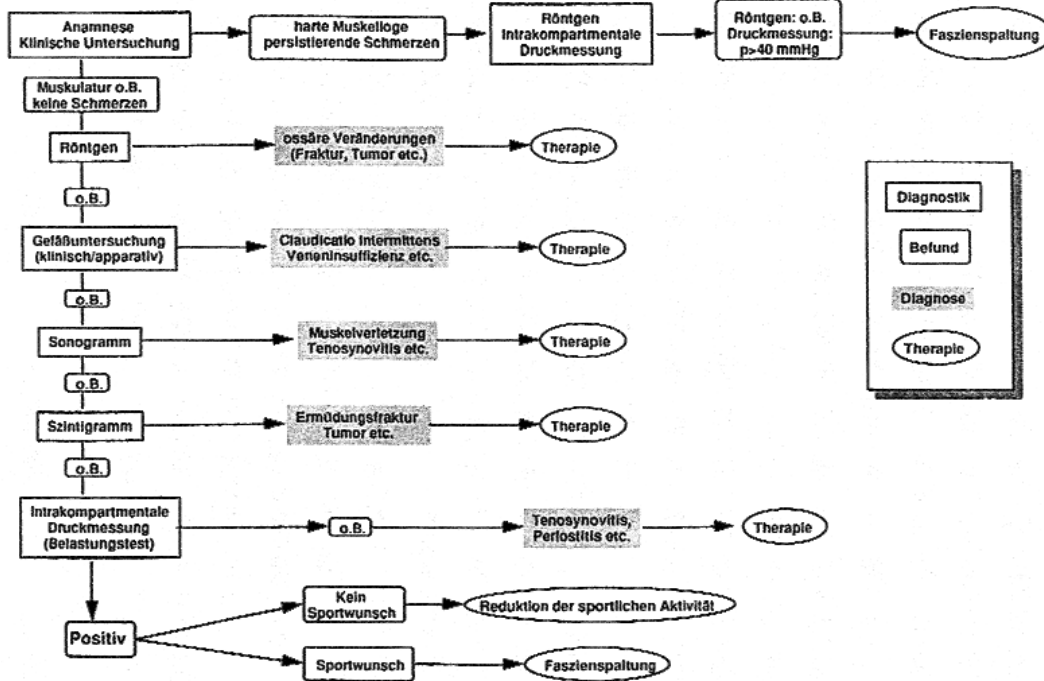 Anamnese
Klinische Untersuchung
harte Muskelloge
persistierende Schmerzen
Röntgen
Intrakompartmentale
Druckmessung
Röntgen: o.B.
Druckmessung:
p>40 mmHg
Faszienspaltung
Muskulatur o.B.
keine Schmerzen
Röntgen
ossäre Veränderungen
(Fraktur, Tumor etc.)
Therapie
o.B.
Gefäßuntersuchung
(klinisch/apparativ)
Claudicatio Intermittens
Veneninsuffizienz etc.
Therapie
o.B.
Sonogramm
Muskelverletzung
Tenosynovitis etc.
Therapie
o.B.
Szintigramm
Ermüdungsfraktur
Tumor etc.
Therapie
o.B.
Intrakompartmentale
Druckmessung
(Belastungstest)
o.B.
Tenosynovitis,
Periostitis etc.
Therapie
Positiv
Kein
Sportwunsch
Reduktion der sportlichen Aktivität
Sportwunsch
Faszienspaltung
Diagnostik
Befund
Diagnose
Therapie